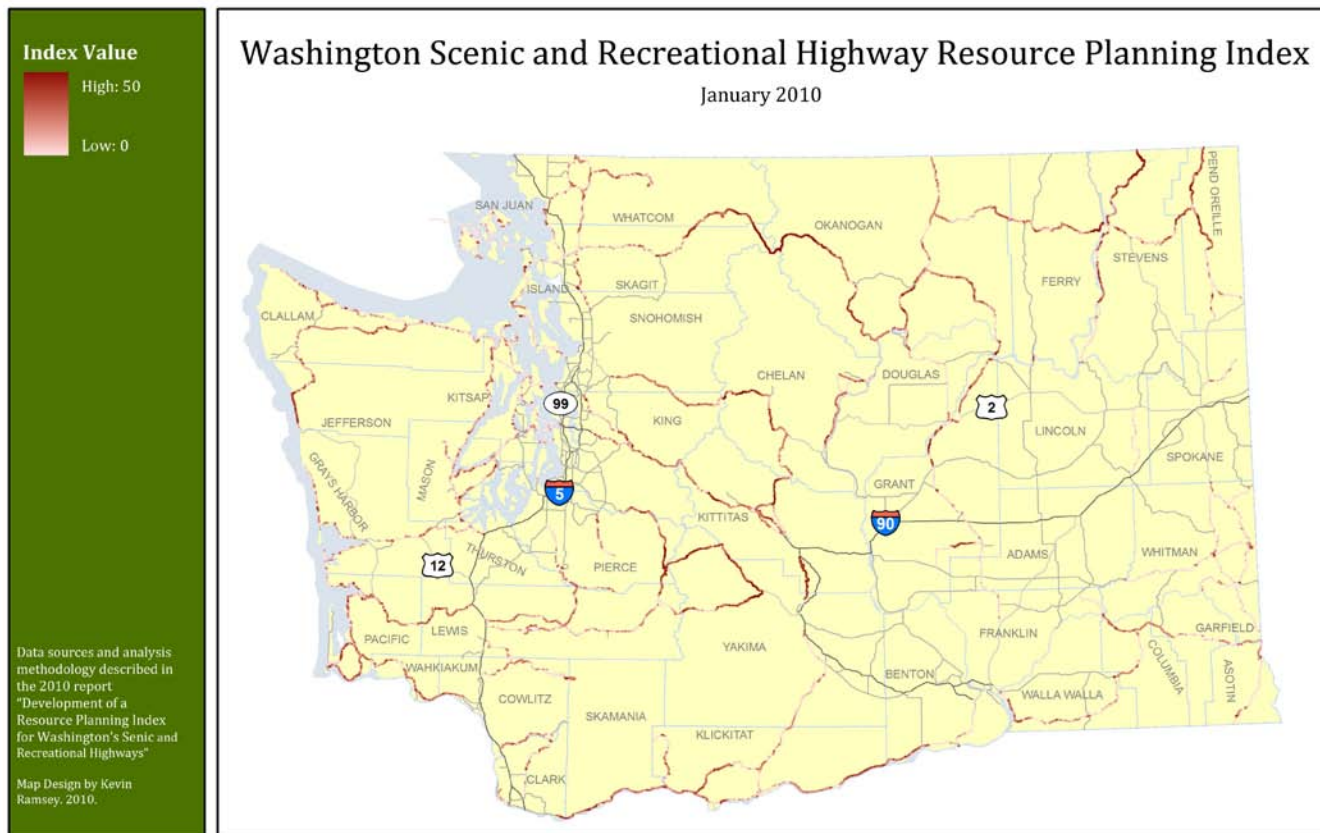 Index Value
High: 50
Low: 0
Data sources and analysis
methodology described in
the 2010 report
"Development of a
Resource Planning Index
for Washington's Senic and
Recreational Highways"
Map Design by Kevin
Ramsey. 2010.
Washington Scenic and Recreational Highway Resource Planning Index
January 2010
SAN JUAN
WHATCOM
OKANOGAN
PEND OREILLE
FERRY
STEVENS
ISLAND
SKAGIT
CLALLAM
SNOHOMISH
CHELAN
DOUGLAS
KITSAP
99
2
JEFFERSON
KING
LINCOLN
SPOKANE
GRAYS HARBOR
MASON
5
GRANT
KITTITAS
90
12
THURSTON
PIERCE
ADAMS
WHITMAN
PACIFIC
LEWIS
YAKIMA
FRANKLIN
GARFIELD
WAHKIAKUM
COWLITZ
BENTON
WALLA WALLA
COLUMBIA
ASOTIN
SKAMANIA
KLICKITAT
CLARK